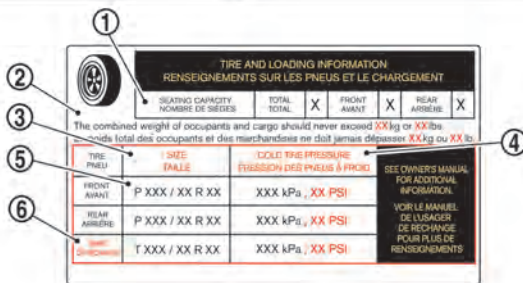 ①
TIRE AND LOADING INFORMATION
RENSEIGNEMENTS SUR LES PNEUS ET LE CHARGEMENT
②
SEATING CAPACITY TOTAL X FRONT X REAR X
NOMBRE DE SIÈGES TOTAL AVANT ARRIÈRE
The combined weight of occupants and cargo should never exceed XX kg or XX lbs.
③
poids total des occupants et des marchandises ne doit jamais dépasser XX kg ou XX lb.
④
TIRE SIZE COLD TIRE PRESSURE
PNEU TAILLE PRESSION DES PNEUS À FROID
⑤
FRONT
AVANT
P XXX / XX R XX XXX kPa, XX PSI
REAR
ARRIÈRE
P XXX / XX R XX XXX kPa, XX PSI
⑥
T XXX / XX R XX XXX kPa, XX PSI
SEE OWNER'S MANUAL
FOR ADDITIONAL
INFORMATION.
VOIR LE MANUEL
DE L'USAGER
DE RECHANGE
POUR PLUS DE
RENSEIGNEMENTS